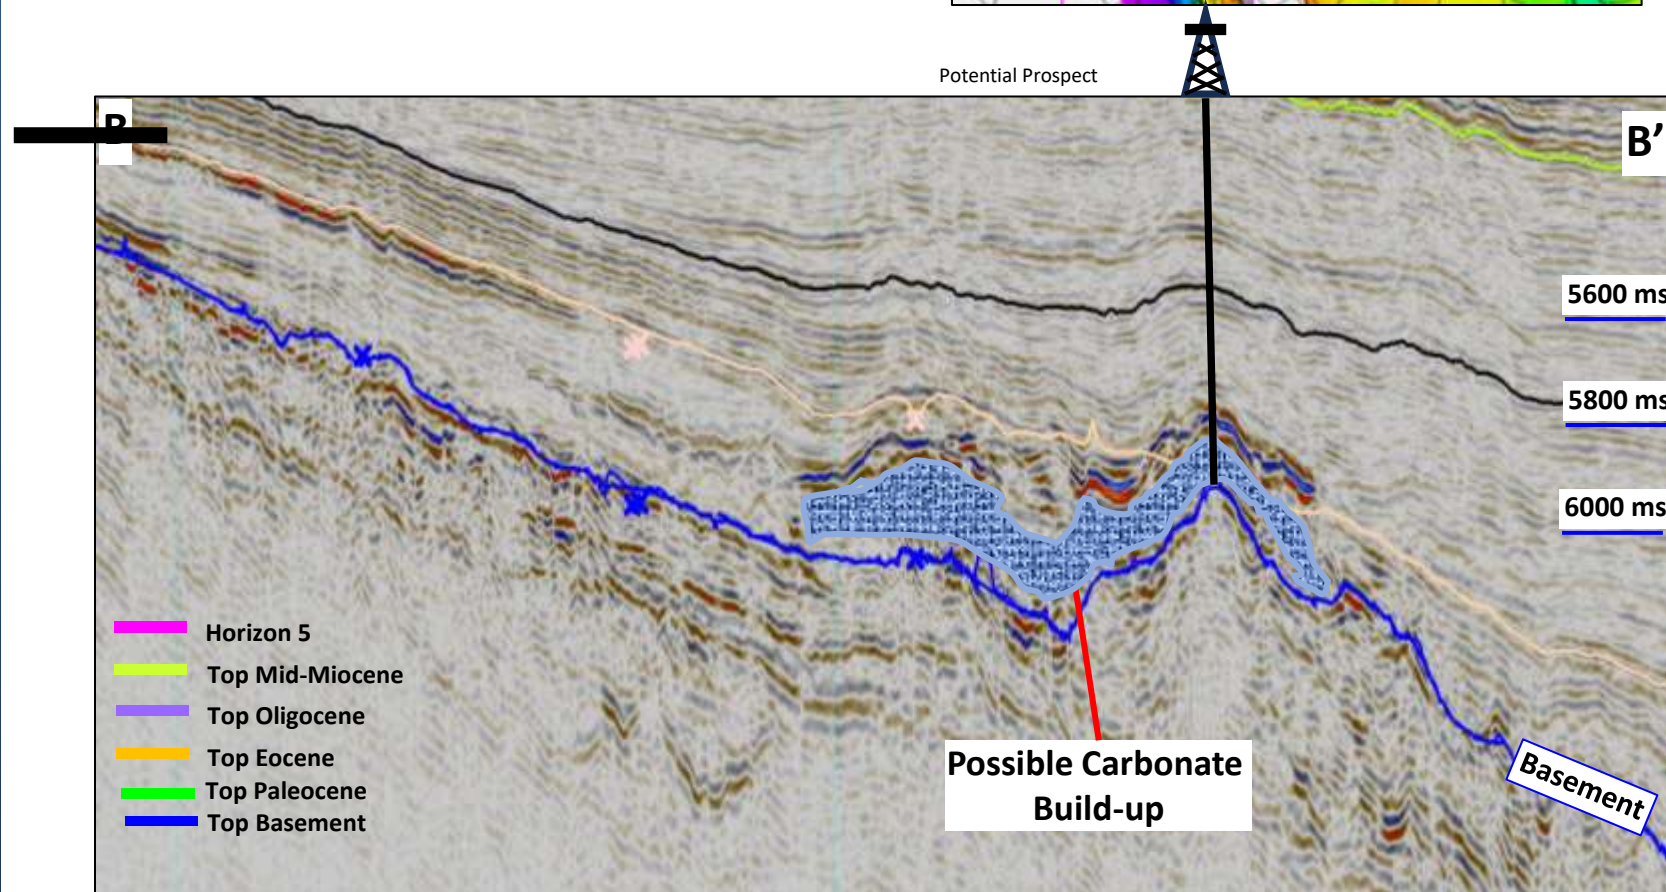 Potential Prospect
B
B’
5600 ms
5800 ms
6000 ms
Horizon 5
Top Mid-Miocene
Top Oligocene
Top Eocene
Top Paleocene
Top Basement
Possible Carbonate
Build-up
Basement